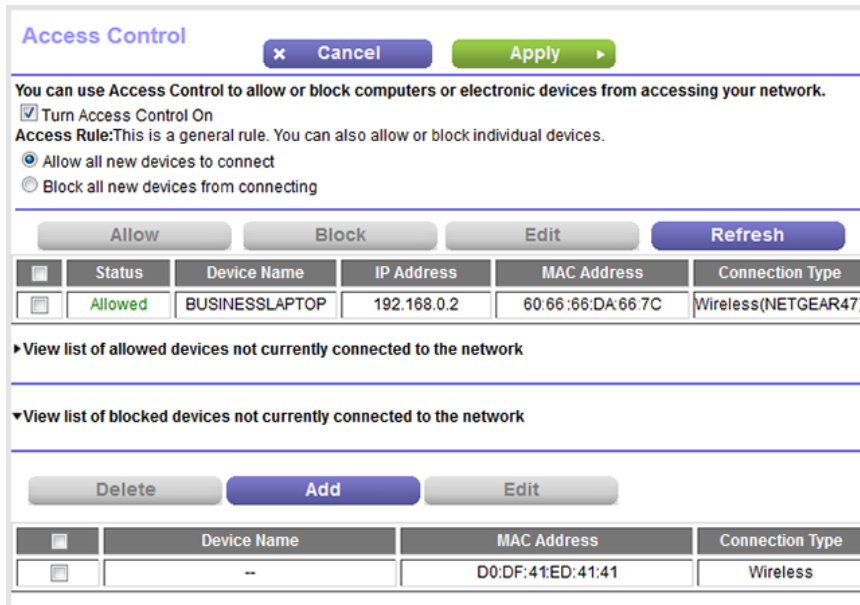 Access Control
× Cancel
Apply ▸
You can use Access Control to allow or block computers or electronic devices from accessing your network.
Turn Access Control On
Access Rule:This is a general rule. You can also allow or block individual devices.
Allow all new devices to connect
Block all new devices from connecting
Allow Block Edit Refresh
Status Device Name IP Address MAC Address Connection Type
Allowed BUSINESSLAPTOP 192.168.0.2 60:66:66:DA:66:7C Wireless(NETGEAR47)
▸View list of allowed devices not currently connected to the network
▾View list of blocked devices not currently connected to the network
Delete Add Edit
Device Name MAC Address Connection Type
-- D0:DF:41:ED:41:41 Wireless